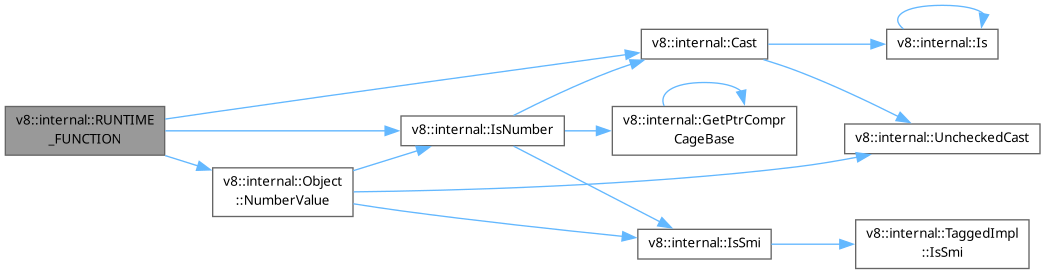 v8::internal::RUNTIME
_FUNCTION
v8::internal::Object
::NumberValue
v8::internal::IsNumber
v8::internal::Cast
v8::internal::GetPtrCompr
CageBase
v8::internal::IsSmi
v8::internal::Is
v8::internal::UncheckedCast
v8::internal::TaggedImpl
::IsSmi